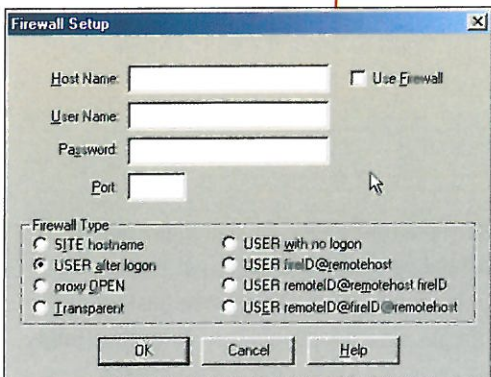 Firewall Setup
Host Name:
Use Firewall
User Name:
Password:
Port:
Firewall Type
SITE hostname
USER after logon
proxy OPEN
Transparent
USER with no logon
USER fireID@remotehost
USER remoteID@remotehost fireID
USER remoteID@fireID@remotehost
OK
Cancel
Help